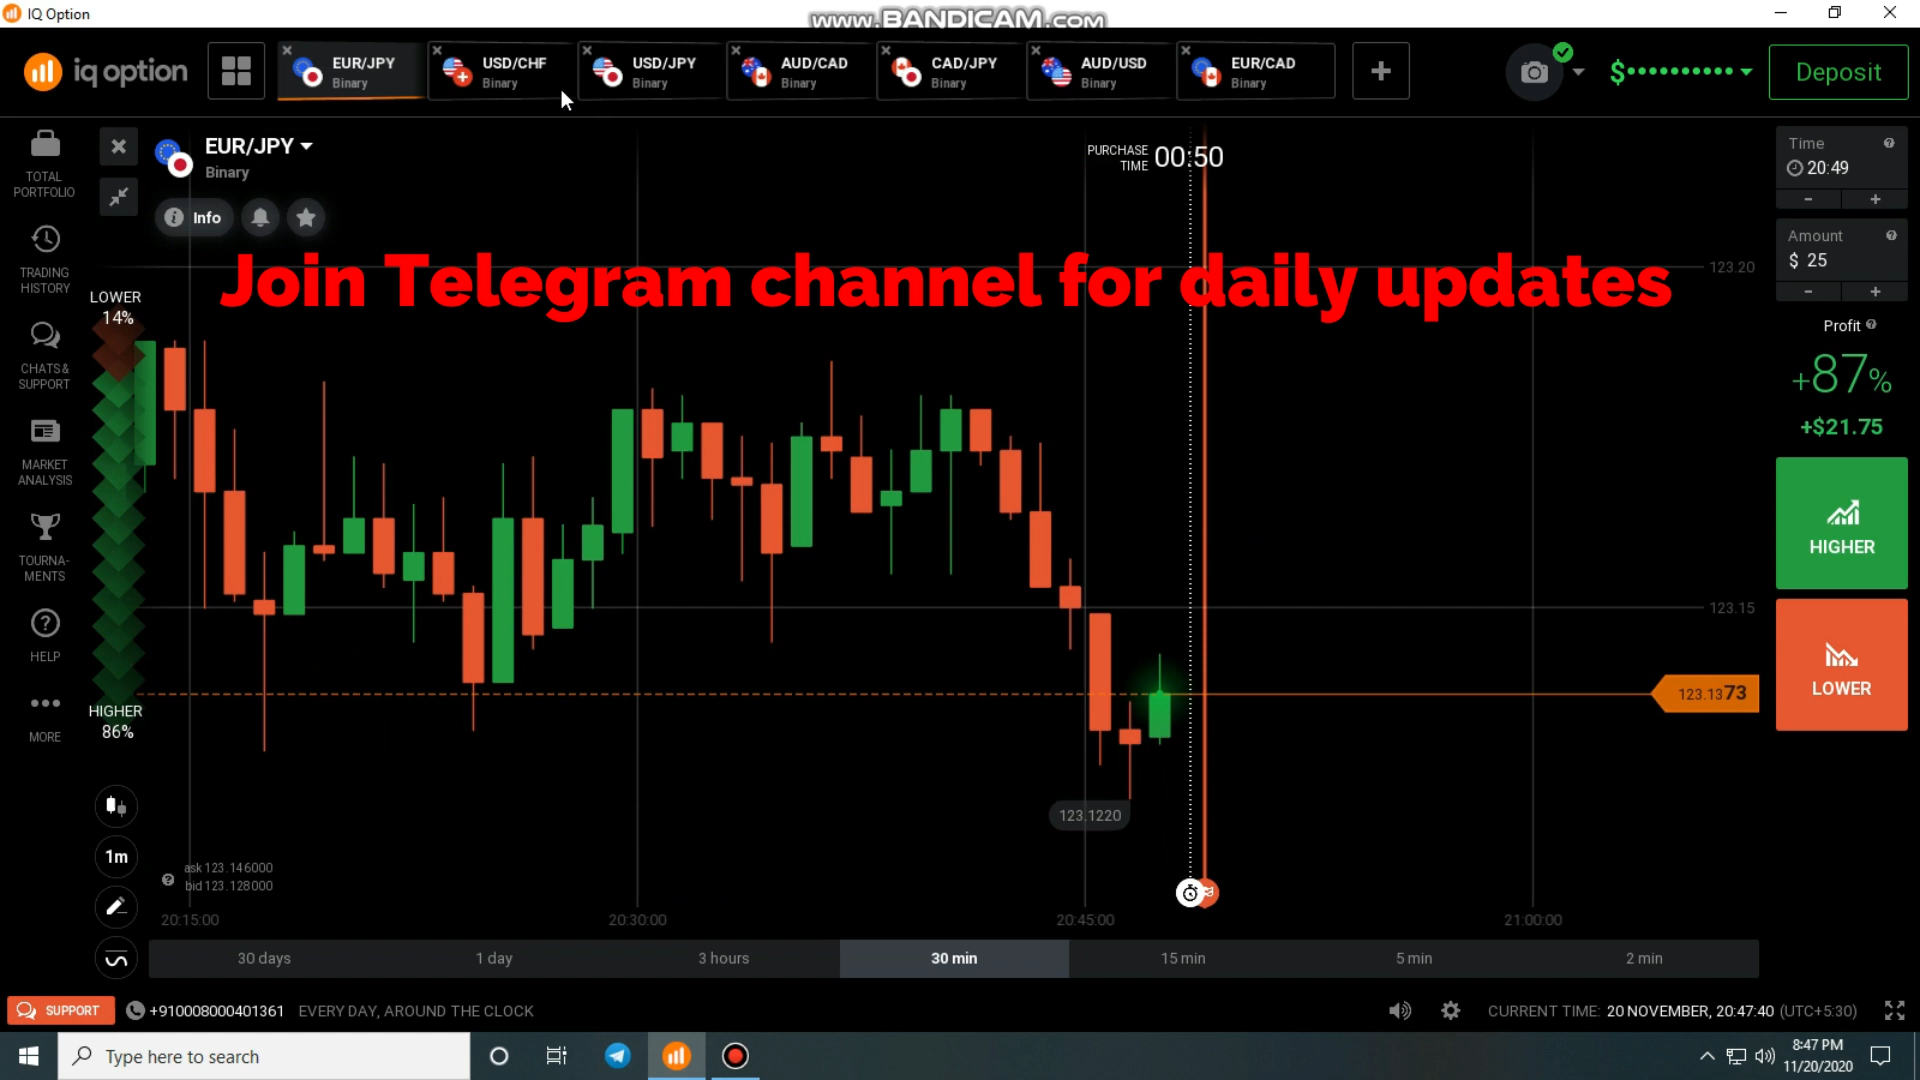 IQ Option
www.BANDICAM.com
iq option
EUR/JPY
Binary
USD/CHF
Binary
USD/JPY
Binary
AUD/CAD
Binary
CAD/JPY
Binary
AUD/USD
Binary
EUR/CAD
Binary
$••••••••••
Deposit
TOTAL
PORTFOLIO
TRADING
HISTORY
CHATS &
SUPPORT
MARKET
ANALYSIS
TOURNA-
MENTS
HELP
MORE
EUR/JPY
Binary
Info
PURCHASE
TIME
00:50
Join Telegram channel for daily updates
LOWER
14%
HIGHER
86%
123.20
123.15
123.1373
123.1220
Time
20:49
-
+
Amount
$ 25
-
+
Profit
+87%
+$21.75
HIGHER
LOWER
1m
ask 123.146000
bid 123.128000
20:15:00
20:30:00
20:45:00
21:00:00
30 days
1 day
3 hours
30 min
15 min
5 min
2 min
SUPPORT
+910008000401361
EVERY DAY, AROUND THE CLOCK
CURRENT TIME: 20 NOVEMBER, 20:47:40 (UTC+5:30)
Type here to search
8:47 PM
11/20/2020